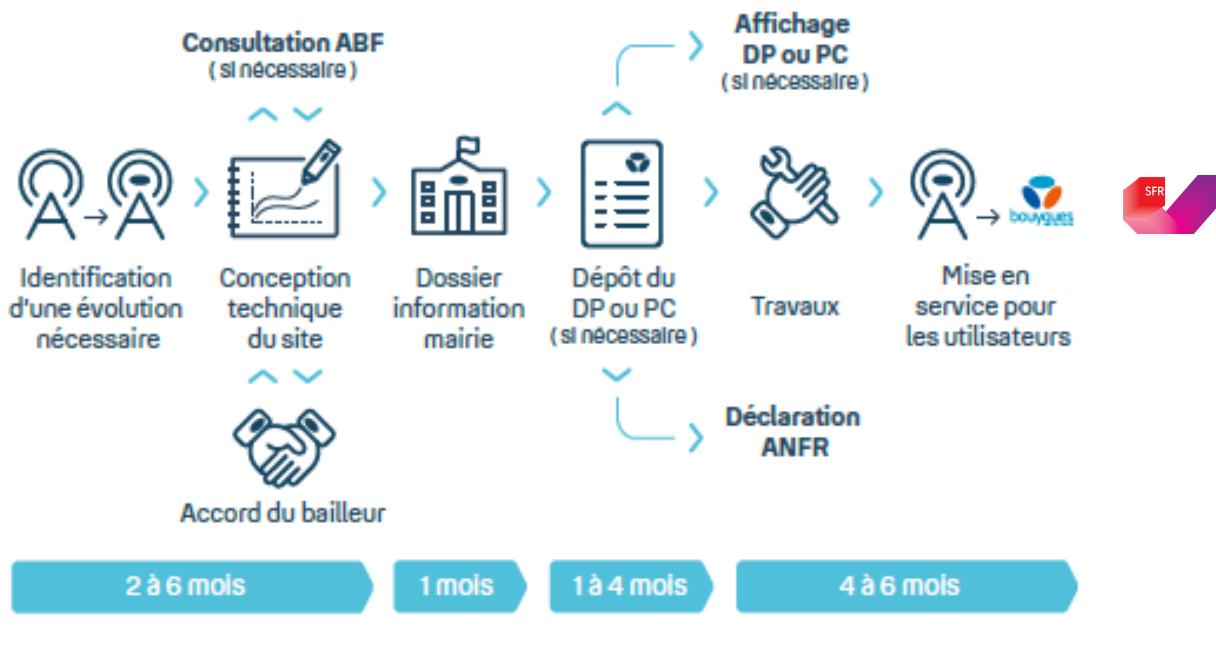 Consultation ABF
( si nécessaire )
Affichage
DP ou PC
( si nécessaire )
bouygues
SFR
Identification
d'une évolution
nécessaire
Conception
technique
du site
Dossier
information
mairie
Dépôt du
DP ou PC
( si nécessaire )
Travaux
Mise en
service pour
les utilisateurs
Accord du bailleur
Déclaration
ANFR
2 à 6 mois
1 mois
1 à 4 mois
4 à 6 mois